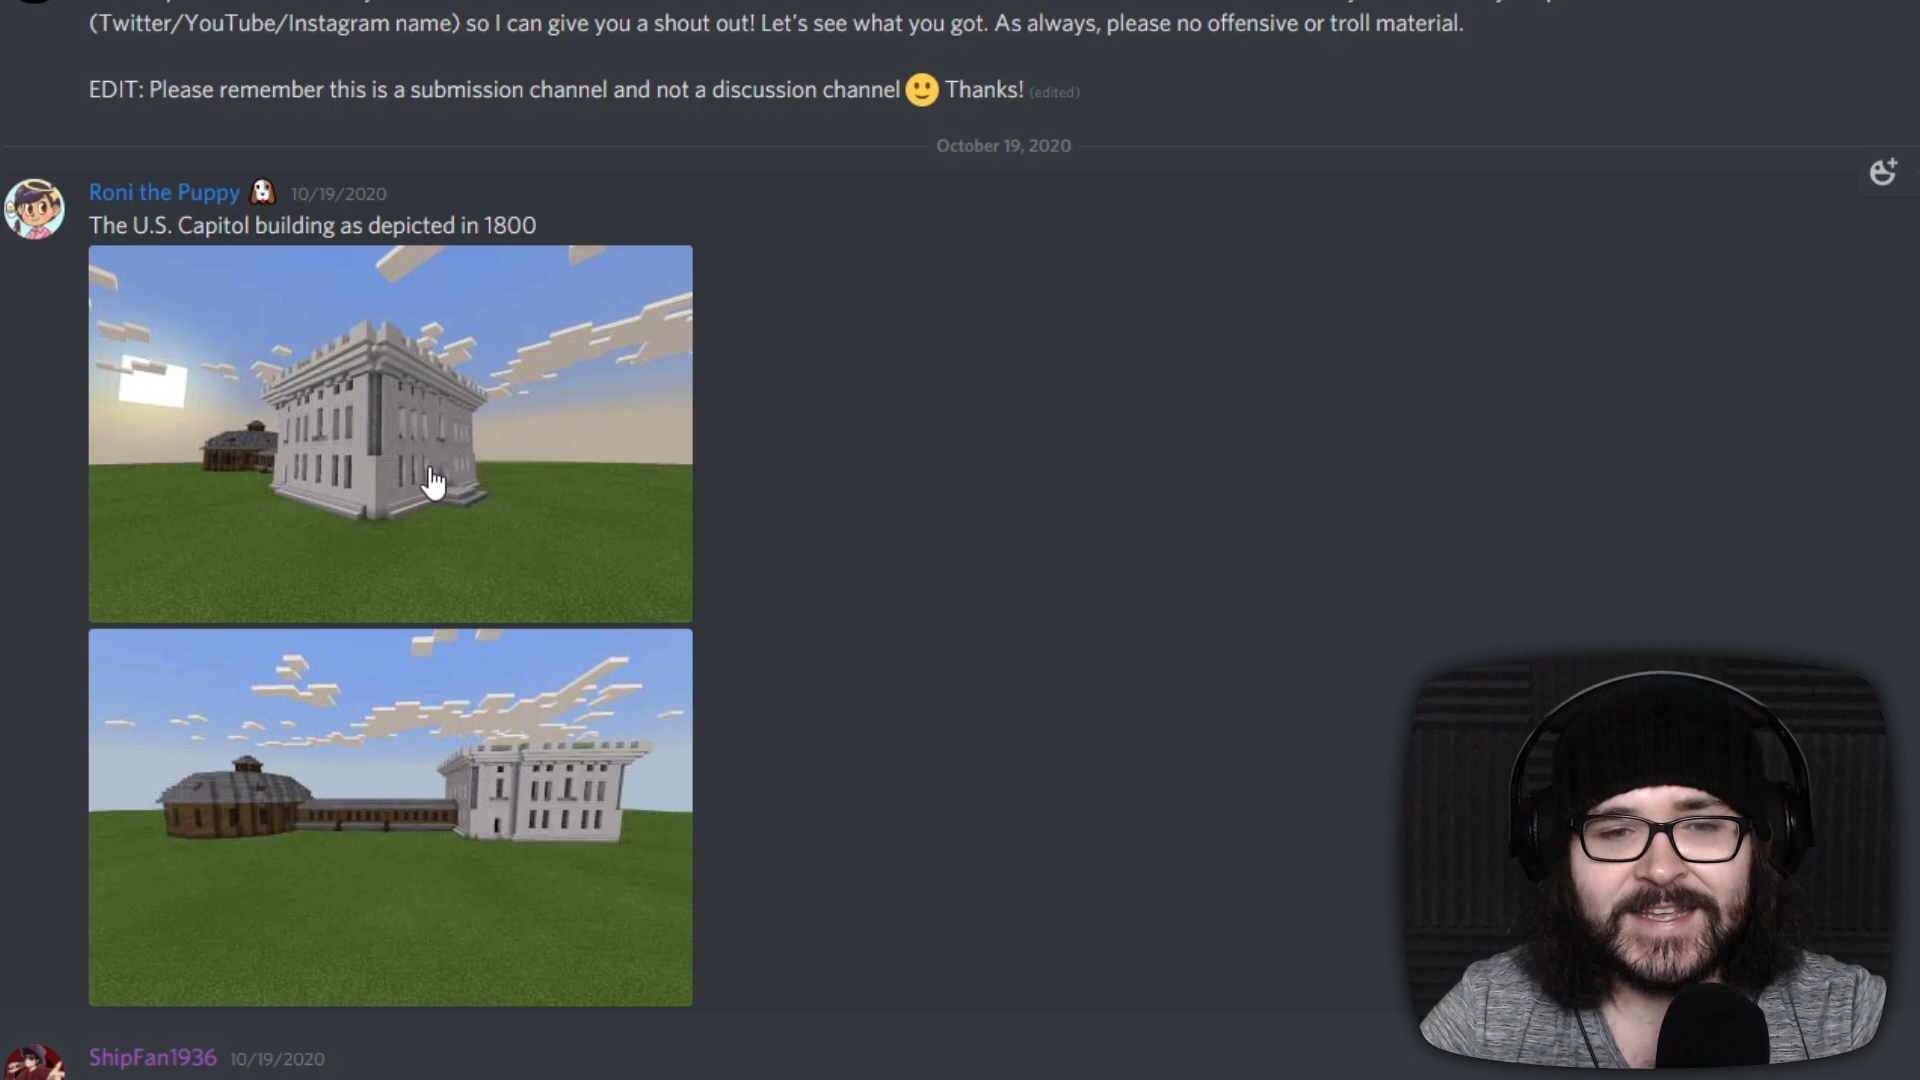 (Twitter/YouTube/Instagram name) so I can give you a shout out! Let's see what you got. As always, please no offensive or troll material.
EDIT: Please remember this is a submission channel and not a discussion channel 🙂 Thanks! (edited)
October 19, 2020
Roni the Puppy 10/19/2020
The U.S. Capitol building as depicted in 1800
ShipFan1936 10/19/2020